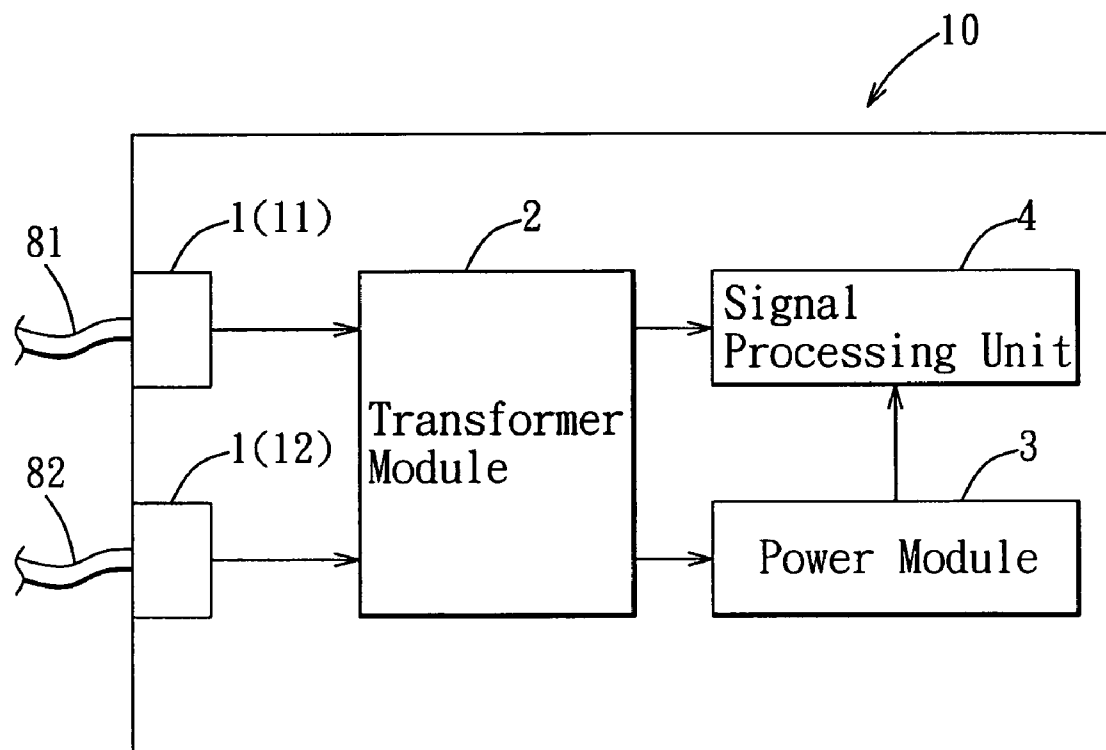 10
1(11)
2
4
81
Signal
Processing Unit
Transformer
Module
1(12)
3
82
Power Module